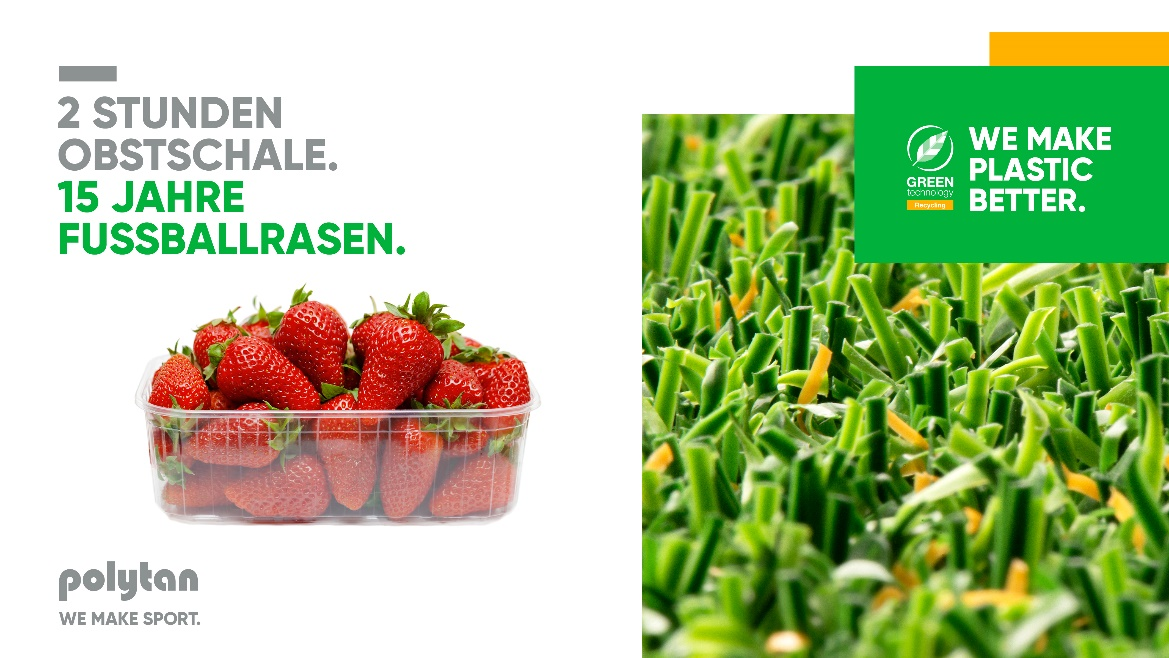 2 STUNDEN
OBSTSCHALE.
15 JAHRE
FUSSBALLRASEN.
polytan
WE MAKE SPORT.
GREEN
technology
Recycling
WE MAKE
PLASTIC
BETTER.